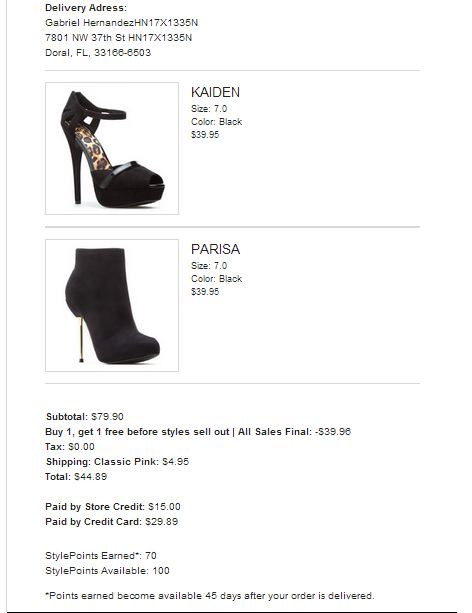 Delivery Adress:
Gabriel HernandezHN17X1335N
7801 NW 37th St HN17X1335N
Doral, FL, 33166-6503
KAIDEN
Size: 7.0
Color: Black
$39.95
PARISA
Size: 7.0
Color: Black
$39.95
Subtotal: $79.90
Buy 1, get 1 free before styles sell out | All Sales Final: -$39.96
Tax: $0.00
Shipping: Classic Pink: $4.95
Total: $44.89
Paid by Store Credit: $15.00
Paid by Credit Card: $29.89
StylePoints Earned*: 70
StylePoints Available: 100
*Points earned become available 45 days after your order is delivered.